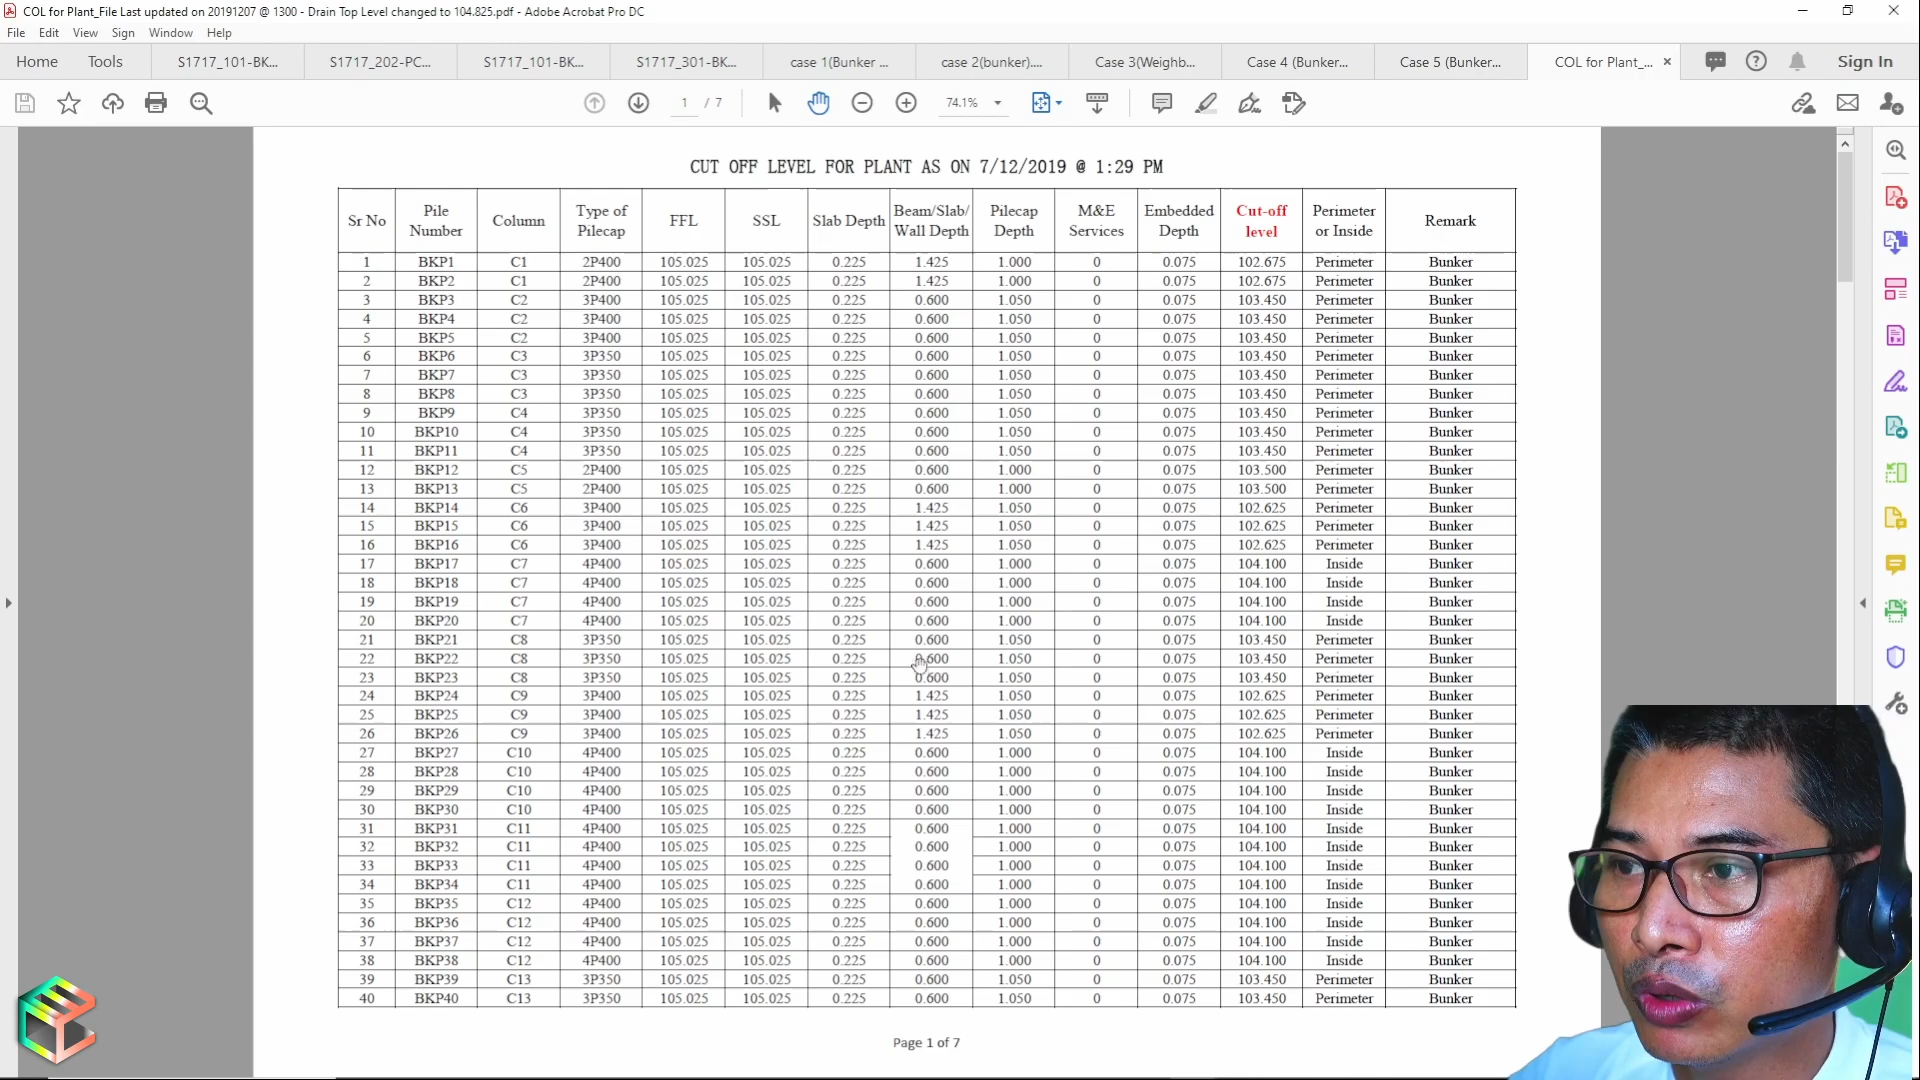 COL for Plant_File Last updated on 20191207 @ 1300 - Drain Top Level changed to 104.825.pdf - Adobe Acrobat Pro DC
File Edit View Sign Window Help
Home Tools S1717_101-BK... S1717_202-PC... S1717_101-BK... S1717_301-BK... case 1(Bunker ... case 2(bunker).... Case 3(Weighb... Case 4 (Bunker... Case 5 (Bunker... COL for Plant_... × Sign In
1 / 7 74.1%
CUT OFF LEVEL FOR PLANT AS ON 7/12/2019 @ 1:29 PM
Sr No Pile Number Column Type of Pilecap FFL SSL Slab Depth Beam/Slab/ Wall Depth Pilecap Depth M&E Services Embedded Depth Cut-off level Perimeter or Inside Remark
1 BKP1 C1 2P400 105.025 105.025 0.225 1.425 1.000 0 0.075 102.675 Perimeter Bunker
2 BKP2 C1 2P400 105.025 105.025 0.225 1.425 1.000 0 0.075 102.675 Perimeter Bunker
3 BKP3 C2 3P400 105.025 105.025 0.225 0.600 1.050 0 0.075 103.450 Perimeter Bunker
4 BKP4 C2 3P400 105.025 105.025 0.225 0.600 1.050 0 0.075 103.450 Perimeter Bunker
5 BKP5 C2 3P400 105.025 105.025 0.225 0.600 1.050 0 0.075 103.450 Perimeter Bunker
6 BKP6 C3 3P350 105.025 105.025 0.225 0.600 1.050 0 0.075 103.450 Perimeter Bunker
7 BKP7 C3 3P350 105.025 105.025 0.225 0.600 1.050 0 0.075 103.450 Perimeter Bunker
8 BKP8 C3 3P350 105.025 105.025 0.225 0.600 1.050 0 0.075 103.450 Perimeter Bunker
9 BKP9 C4 3P350 105.025 105.025 0.225 0.600 1.050 0 0.075 103.450 Perimeter Bunker
10 BKP10 C4 3P350 105.025 105.025 0.225 0.600 1.050 0 0.075 103.450 Perimeter Bunker
11 BKP11 C4 3P350 105.025 105.025 0.225 0.600 1.050 0 0.075 103.450 Perimeter Bunker
12 BKP12 C5 2P400 105.025 105.025 0.225 0.600 1.000 0 0.075 103.500 Perimeter Bunker
13 BKP13 C5 2P400 105.025 105.025 0.225 0.600 1.000 0 0.075 103.500 Perimeter Bunker
14 BKP14 C6 3P400 105.025 105.025 0.225 1.425 1.050 0 0.075 102.625 Perimeter Bunker
15 BKP15 C6 3P400 105.025 105.025 0.225 1.425 1.050 0 0.075 102.625 Perimeter Bunker
16 BKP16 C6 3P400 105.025 105.025 0.225 1.425 1.050 0 0.075 102.625 Perimeter Bunker
17 BKP17 C7 4P400 105.025 105.025 0.225 0.600 1.000 0 0.075 104.100 Inside Bunker
18 BKP18 C7 4P400 105.025 105.025 0.225 0.600 1.000 0 0.075 104.100 Inside Bunker
19 BKP19 C7 4P400 105.025 105.025 0.225 0.600 1.000 0 0.075 104.100 Inside Bunker
20 BKP20 C7 4P400 105.025 105.025 0.225 0.600 1.000 0 0.075 104.100 Inside Bunker
21 BKP21 C8 3P350 105.025 105.025 0.225 0.600 1.050 0 0.075 103.450 Perimeter Bunker
22 BKP22 C8 3P350 105.025 105.025 0.225 0.600 1.050 0 0.075 103.450 Perimeter Bunker
23 BKP23 C8 3P350 105.025 105.025 0.225 0.600 1.050 0 0.075 103.450 Perimeter Bunker
24 BKP24 C9 3P400 105.025 105.025 0.225 1.425 1.050 0 0.075 102.625 Perimeter Bunker
25 BKP25 C9 3P400 105.025 105.025 0.225 1.425 1.050 0 0.075 102.625 Perimeter Bunker
26 BKP26 C9 3P400 105.025 105.025 0.225 1.425 1.050 0 0.075 102.625 Perimeter Bunker
27 BKP27 C10 4P400 105.025 105.025 0.225 0.600 1.000 0 0.075 104.100 Inside Bunker
28 BKP28 C10 4P400 105.025 105.025 0.225 0.600 1.000 0 0.075 104.100 Inside Bunker
29 BKP29 C10 4P400 105.025 105.025 0.225 0.600 1.000 0 0.075 104.100 Inside Bunker
30 BKP30 C10 4P400 105.025 105.025 0.225 0.600 1.000 0 0.075 104.100 Inside Bunker
31 BKP31 C11 4P400 105.025 105.025 0.225 0.600 1.000 0 0.075 104.100 Inside Bunker
32 BKP32 C11 4P400 105.025 105.025 0.225 0.600 1.000 0 0.075 104.100 Inside Bunker
33 BKP33 C11 4P400 105.025 105.025 0.225 0.600 1.000 0 0.075 104.100 Inside Bunker
34 BKP34 C11 4P400 105.025 105.025 0.225 0.600 1.000 0 0.075 104.100 Inside Bunker
35 BKP35 C12 4P400 105.025 105.025 0.225 0.600 1.000 0 0.075 104.100 Inside Bunker
36 BKP36 C12 4P400 105.025 105.025 0.225 0.600 1.000 0 0.075 104.100 Inside Bunker
37 BKP37 C12 4P400 105.025 105.025 0.225 0.600 1.000 0 0.075 104.100 Inside Bunker
38 BKP38 C12 4P400 105.025 105.025 0.225 0.600 1.000 0 0.075 104.100 Inside Bunker
39 BKP39 C13 3P350 105.025 105.025 0.225 0.600 1.050 0 0.075 103.450 Perimeter Bunker
40 BKP40 C13 3P350 105.025 105.025 0.225 0.600 1.050 0 0.075 103.450 Perimeter Bunker
Page 1 of 7